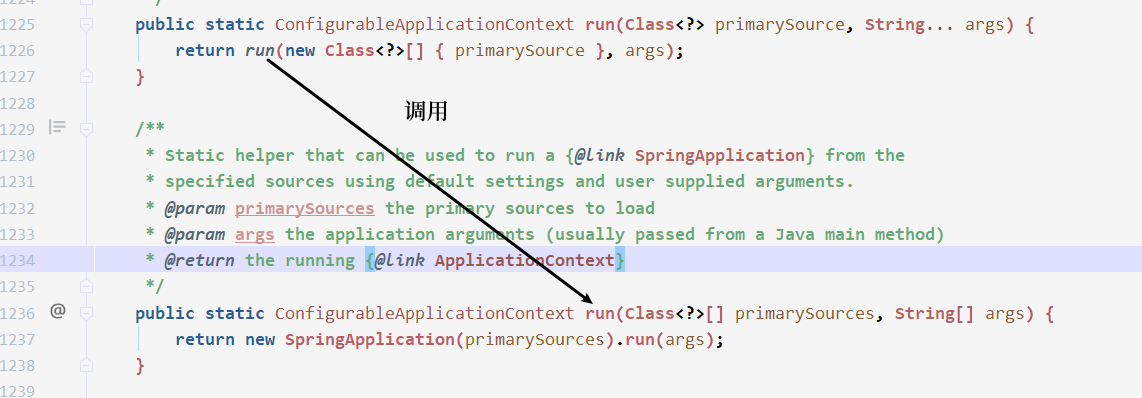 1224 */
1225 public static ConfigurableApplicationContext run(Class<?> primarySource, String... args) {
1226 return run(new Class<?>[] { primarySource }, args);
1227 }
1228 调用
1229 /**
1230 * Static helper that can be used to run a {@link SpringApplication} from the
1231 * specified sources using default settings and user supplied arguments.
1232 * @param primarySources the primary sources to load
1233 * @param args the application arguments (usually passed from a Java main method)
1234 * @return the running {@link ApplicationContext}
1235 */
1236 @ public static ConfigurableApplicationContext run(Class<?>[] primarySources, String[] args) {
1237 return new SpringApplication(primarySources).run(args);
1238 }
1239